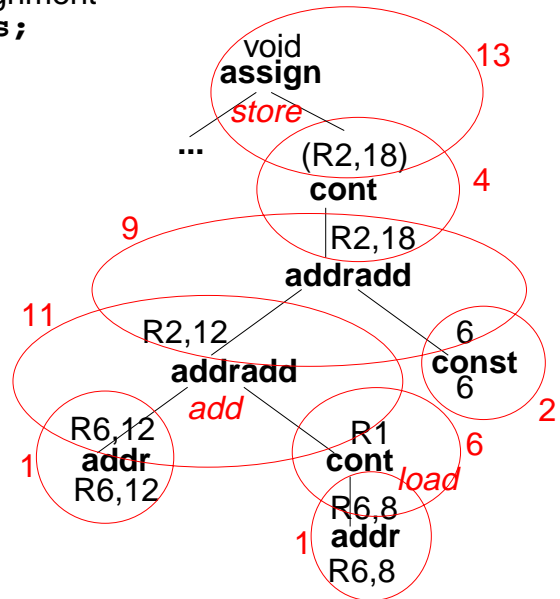 signment
s;
void
13
assign
store
...
(R2,18)
4
cont
9
R2,18
addradd
11
R2,12
6
addradd
const
add
6
2
R6,12
R1
6
1
addr
cont
R6,12
load
R6,8
1
addr
R6,8